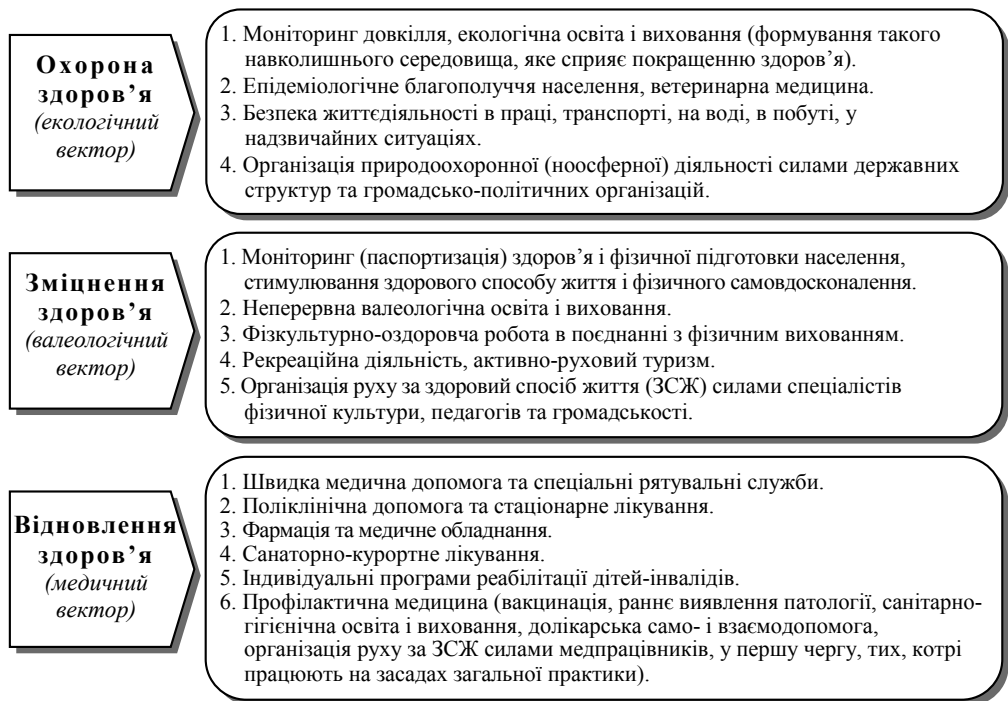 Охорона
здоров’я
(екологічний
вектор)
1. Моніторинг довкілля, екологічна освіта і виховання (формування такого
навколишнього середовища, яке сприяє покращенню здоров’я).
2. Епідеміологічне благополуччя населення, ветеринарна медицина.
3. Безпека життєдіяльності в праці, транспорті, на воді, в побуті, у
надзвичайних ситуаціях.
4. Організація природоохоронної (ноосферної) діяльності силами державних
структур та громадсько-політичних організацій.
Зміцнення
здоров’я
(валеологічний
вектор)
1. Моніторинг (паспортизація) здоров’я і фізичної підготовки населення,
стимулювання здорового способу життя і фізичного самовдосконалення.
2. Неперервна валеологічна освіта і виховання.
3. Фізкультурно-оздоровча робота в поєднанні з фізичним вихованням.
4. Рекреаційна діяльність, активно-руховий туризм.
5. Організація руху за здоровий спосіб життя (ЗСЖ) силами спеціалістів
фізичної культури, педагогів та громадськості.
Відновлення
здоров’я
(медичний
вектор)
1. Швидка медична допомога та спеціальні рятувальні служби.
2. Поліклінічна допомога та стаціонарне лікування.
3. Фармація та медичне обладнання.
4. Санаторно-курортне лікування.
5. Індивідуальні програми реабілітації дітей-інвалідів.
6. Профілактична медицина (вакцинація, раннє виявлення патології, санітарно-
гігієнічна освіта і виховання, долікарська само- і взаємодопомога,
організація руху за ЗСЖ силами медпрацівників, у першу чергу, тих, котрі
працюють на засадах загальної практики).